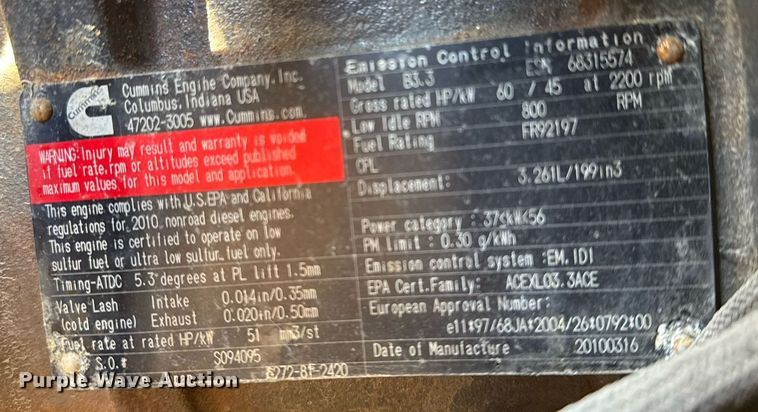 Cummins
Cummins Engine Company, Inc.
Columbus, Indiana USA
47202-3005 www.Cummins.com
WARNING: Injury may result and warranty is voided
if fuel rate, rpm or altitudes exceed published
maximum values for this model and application.
This engine complies with U.S.EPA and California
regulations for 2010 nonroad diesel engines.
This engine is certified to operate on low
sulfur fuel or ultra low sulfur fuel only.
Timing-ATDC 5.3 degrees at PL lift 1.5mm
Valve Lash Intake 0.014in/0.35mm
(cold engine) Exhaust 0.020in/0.50mm
Fuel rate at rated HP/kW 51 mm3/st
S.O.# SO94095
Emission Control Information
Model B3.3 ESN 68315574
Gross rated HP/kW 60 / 45 at 2200 rpm
Low Idle RPM 800 RPM
Fuel Rating FR92197
CPL
Displacement: 3.261L/199in3
Power category : 37≤kW<56
PM limit : 0.30 g/kWh
Emission control system :EM, IDI
EPA Cert.Family: ACEXL03.3ACE
European Approval Number:
e11*97/68JA*2004/26*0792*00
Date of Manufacture 20100316
6272-81-2420
Purple Wave Auction